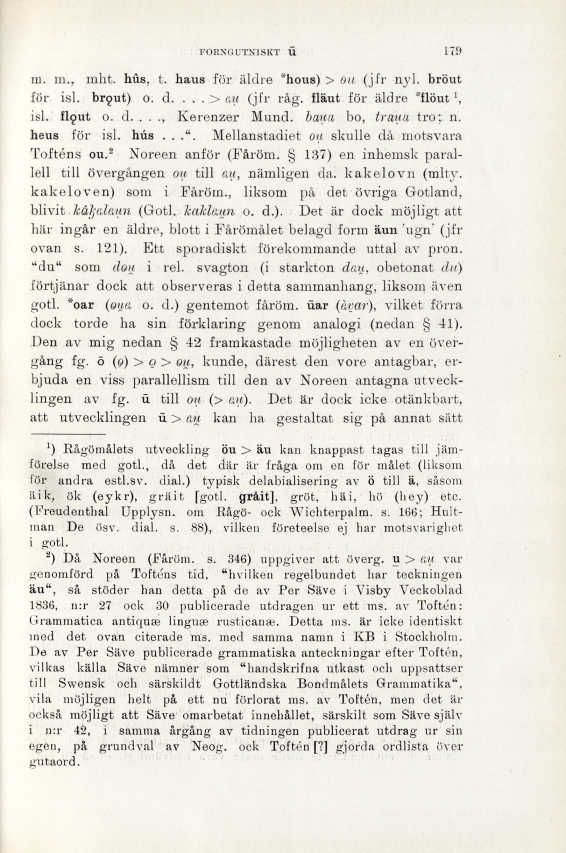 FORNGUTNISKT ū 179
m. m., mht. hûs, t. haus för äldre *hous) > ou̯ (jfr nyl. bröut
för isl. brǫut) o. d. . . . > au̯ (jfr råg. fläut för äldre *flöut ¹,
isl. flǫut o. d. . . ., Kerenzer Mund. bau̯a bo, trau̯a tro; n.
heus för isl. hús . . .“. Mellanstadiet ou̯ skulle då motsvara
Tofténs ou.² Noreen anför (Fåröm. § 137) en inhemsk paral-
lell till övergången ou̯ till au̯, nämligen da. kakelovn (mlty.
kakeloven) som i Fåröm., liksom på det övriga Gotland,
blivit (Gotl. kaklau̯n o. d.). Det är dock möjligt att
här ingår en äldre, blott i Fårömålet belagd form äun 'ugn' (jfr
ovan s. 121). Ett sporadiskt förekommande uttal av pron.
“du“ som dou̯ i rel. svagton (i starkton dau̯, obetonat du)
förtjänar dock att observeras i detta sammanhang, liksom även
gotl. *oar (ou̯a o. d.) gentemot fåröm. üar, vilket förra
dock torde ha sin förklaring genom analogi (nedan § 41).
Den av mig nedan § 42 framkastade möjligheten av en över-
gång fg. ō (o̯) > o̯ > ou̯, kunde, därest den vore antagbar, er-
bjuda en viss parallellism till den av Noreen antagna utveck-
lingen av fg. ū till ou̯ (> au̯). Det är dock icke otänkbart,
att utvecklingen ū > au̯ kan ha gestaltat sig på annat sätt
¹) Rågömålets utveckling öu > äu kan knappast tagas till jäm-
förelse med gotl., då det där är fråga om en för målet (liksom
för andra estl.sv. dial.) typisk delabialisering av ö till ä, såsom
äik, ök (eykr), gräit [gotl. gråit], gröt, häi, hö (hey) etc.
(Freudenthal Upplysn. om Rågö- ock Wichterpalm. s. 166; Hult-
man De ösv. dial. s. 88), vilken företeelse ej har motsvarighet
i gotl.
²) Då Noreen (Fåröm. s. 346) uppgiver att överg. u̯ > au̯ var
genomförd på Tofténs tid, “hvilken regelbundet har teckningen
äu“, så stöder han detta på de av Per Säve i Visby Veckoblad
1836, n:r 27 ock 30 publicerade utdragen ur ett ms. av Toftén:
Grammatica antiquæ linguæ rusticanæ. Detta ms. är icke identiskt
med det ovan citerade ms. med samma namn i KB i Stockholm.
De av Per Säve publicerade grammatiska anteckningar efter Toftén,
vilkas källa Säve nämner som “handskrifna utkast och uppsattser
till Swensk och särskildt Gottländska Bondmålets Grammatika“,
vila möjligen helt på ett nu förlorat ms. av Toftén, men det är
också möjligt att Säve omarbetat innehållet, särskilt som Säve själv
i n:r 42, i samma årgång av tidningen publicerat utdrag ur sin
egen, på grundval av Neog. ock Toftén [?] gjorda ordlista över
gutaord.